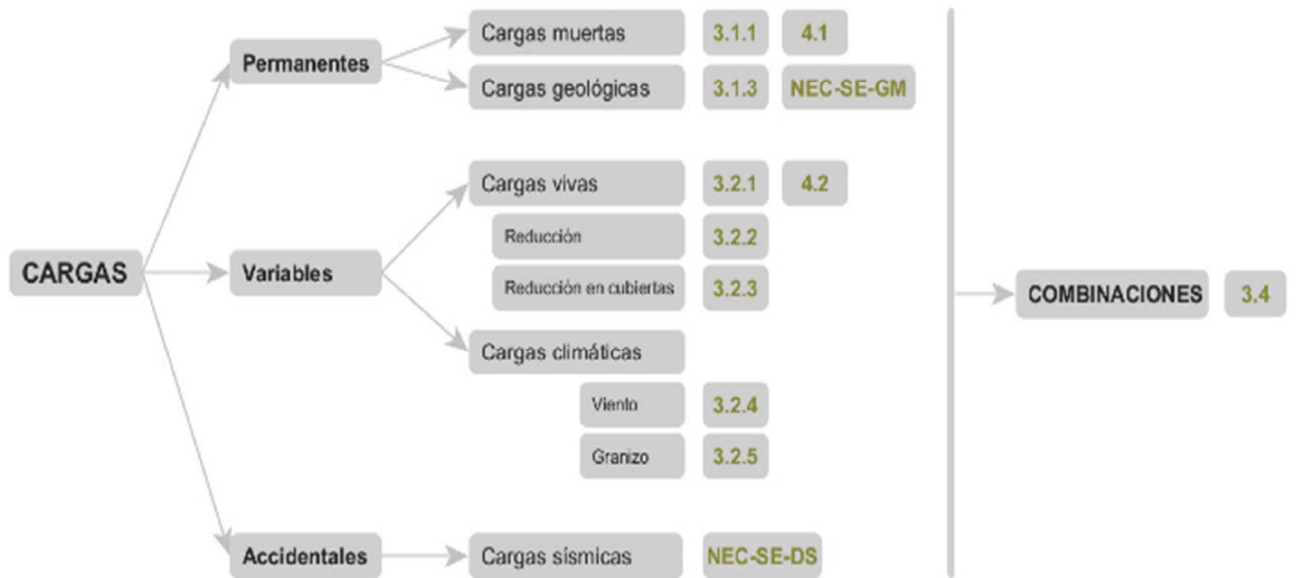 Cargas muertas 3.1.1 4.1
Permanentes
Cargas geológicas 3.1.3 NEC-SE-GM
Cargas vivas 3.2.1 4.2
Reducción 3.2.2
CARGAS
Variables
Reducción en cubiertas 3.2.3
COMBINACIONES 3.4
Cargas climáticas
Viento 3.2.4
Granizo 3.2.5
Accidentales
Cargas sísmicas NEC-SE-DS